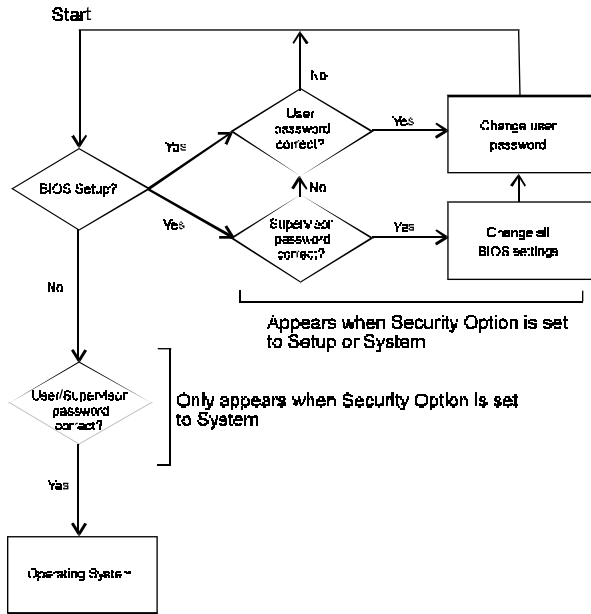 Start
No
User
password
correct?
Yes
Change user
password
Yes
BIOS Setup?
No
Yes
Supervisor
password
correct?
Yes
Change all
BIOS settings
No
Appears when Security Option is set
to Setup or System
User/Supervisor
password
correct?
Only appears when Security Option is set
to System
Yes
Operating System